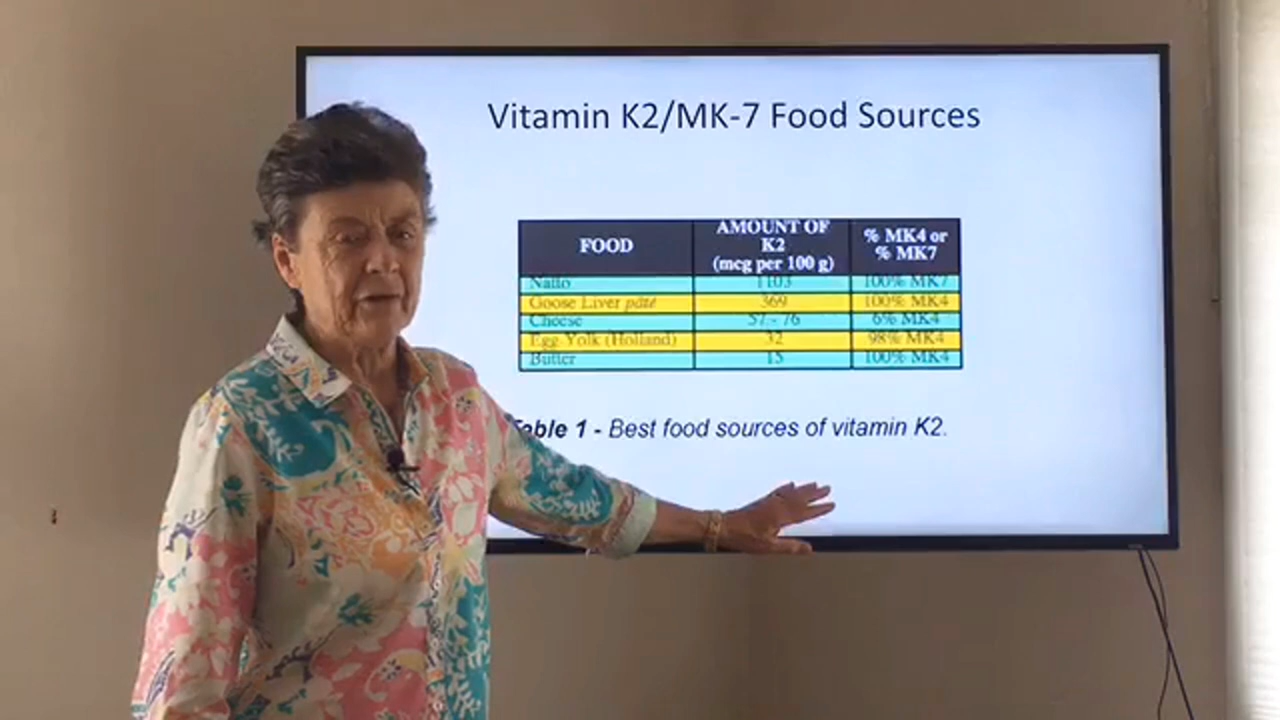 Vitamin K2/MK-7 Food Sources
FOOD
AMOUNT OF
K2
(mcg per 100 g)
% MK4 or
% MK7
Natto 1103 100% MK7
Goose Liver pâté 369 100% MK4
Cheese 57 - 76 6% MK4
Egg Yolk (Holland) 32 98% MK4
Butter 15 100% MK4
Table 1 - Best food sources of vitamin K2.